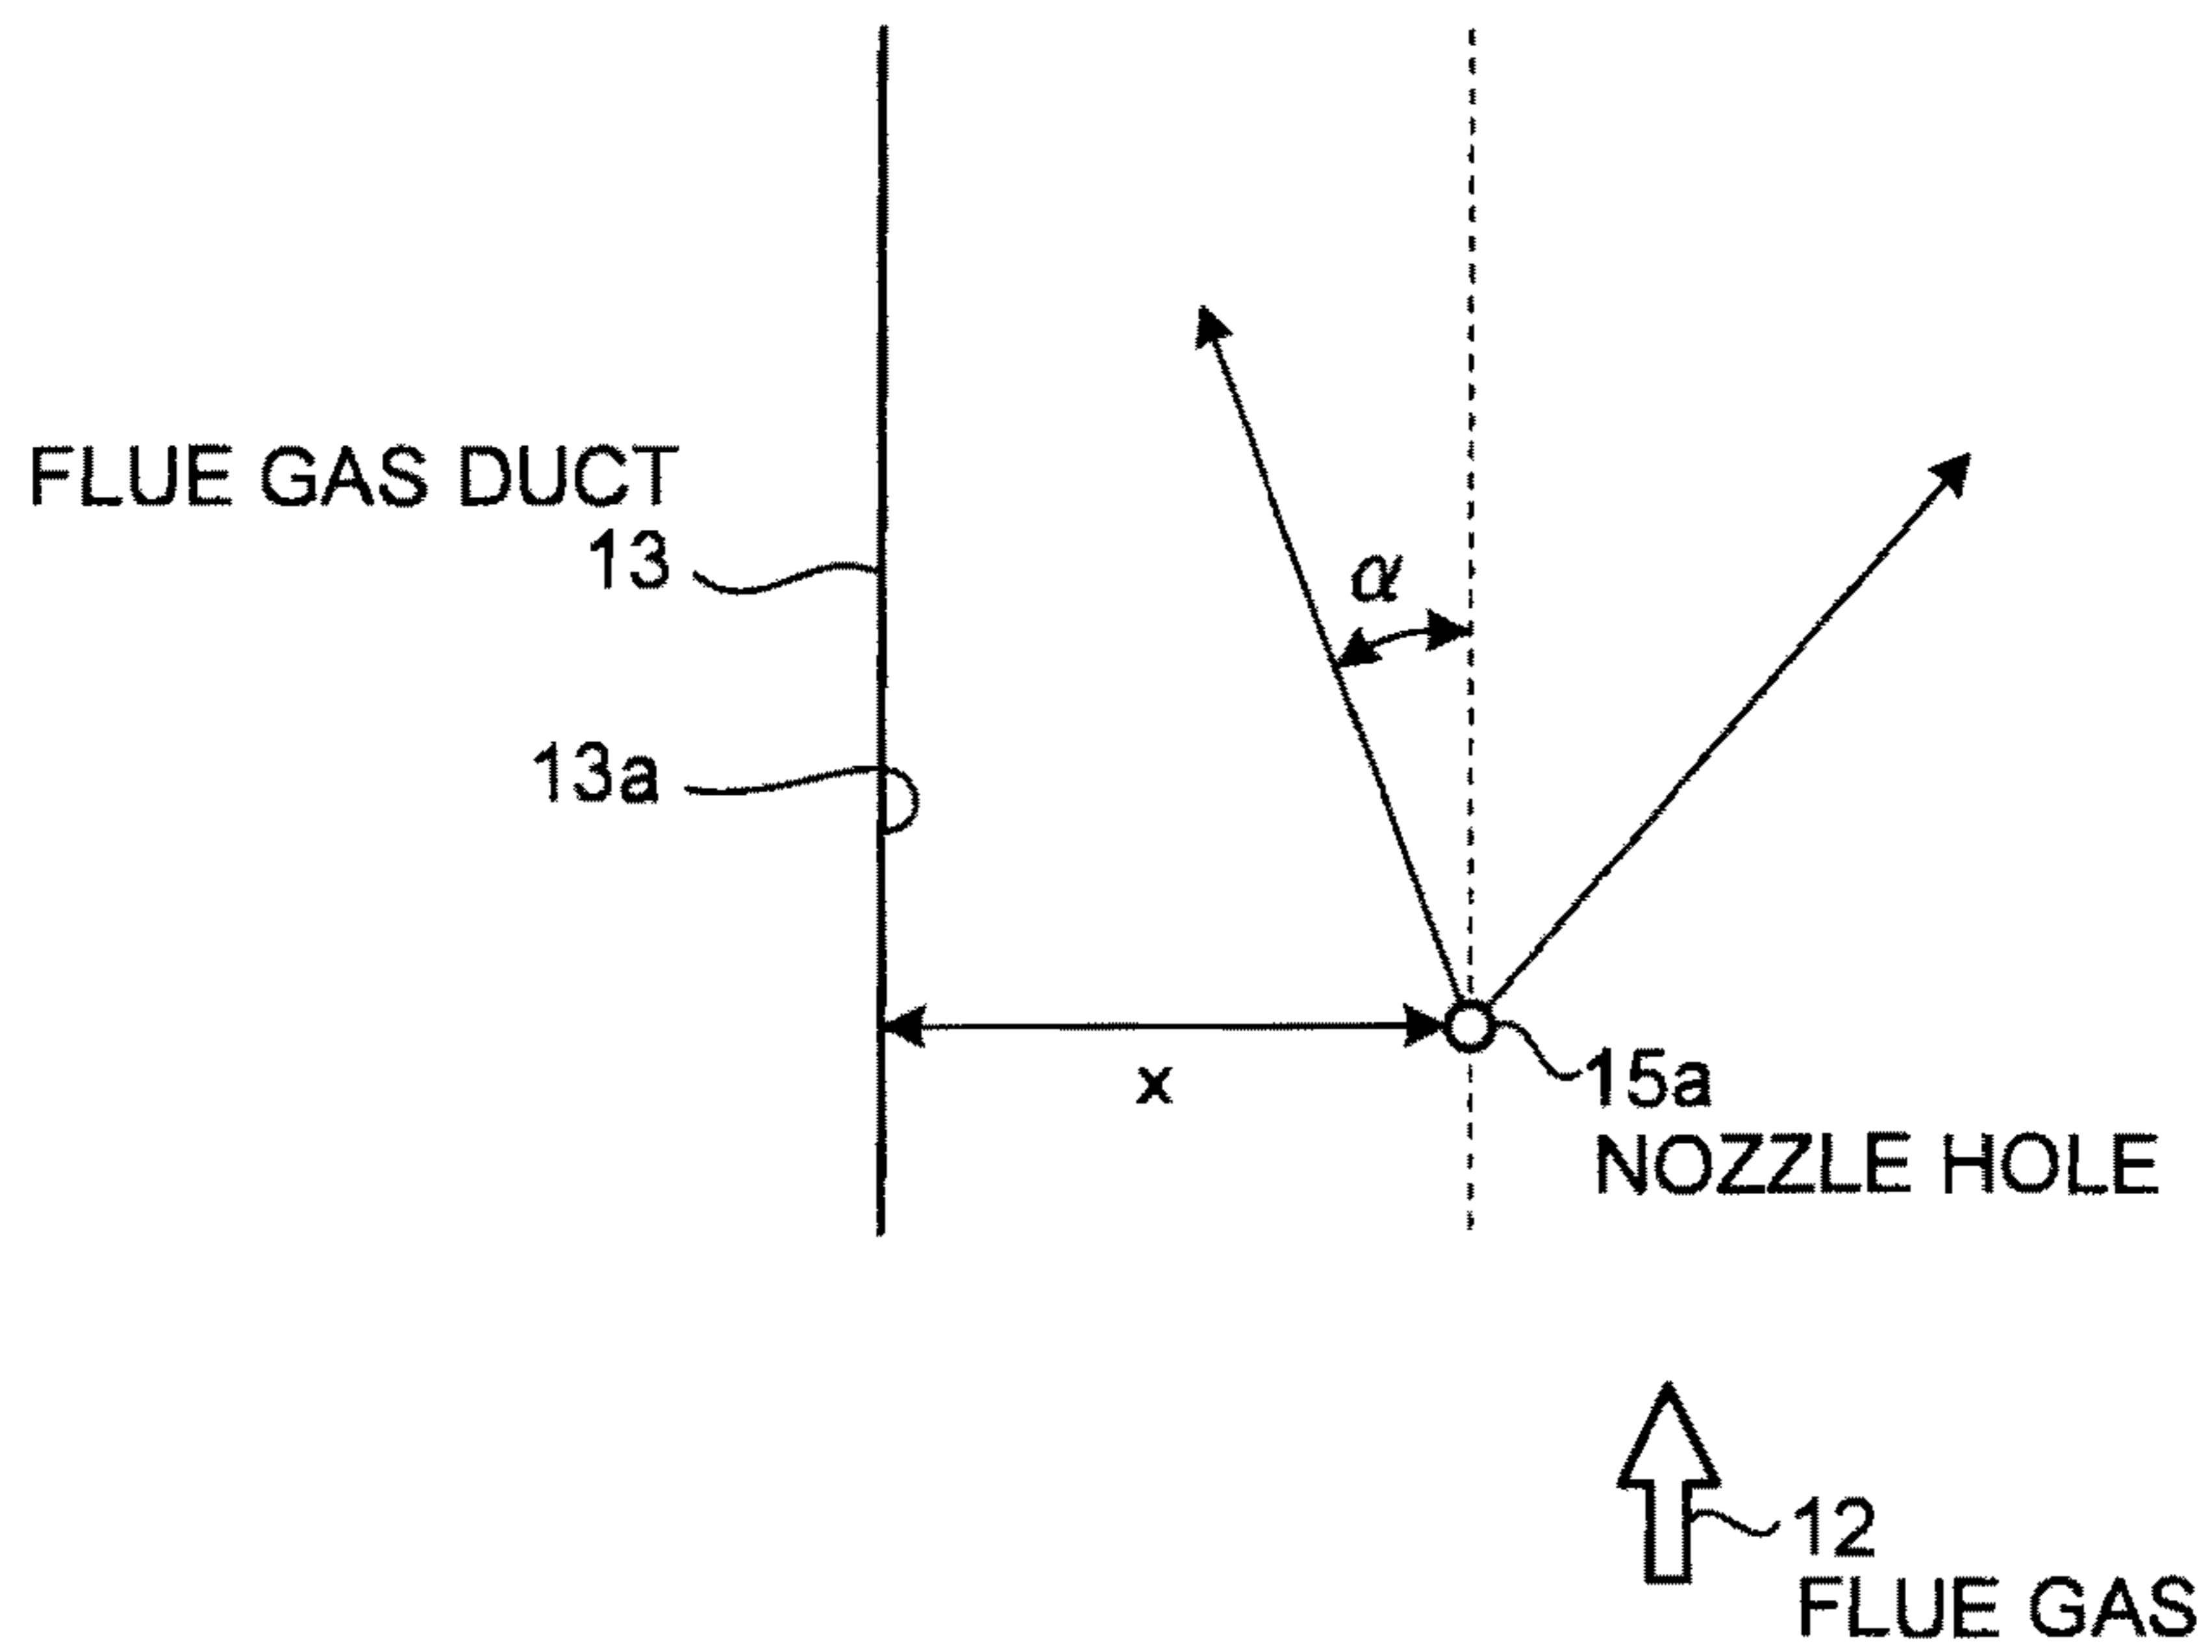 FLUE GAS DUCT
13
α
13a
x
15a
NOZZLE HOLE
12
FLUE GAS